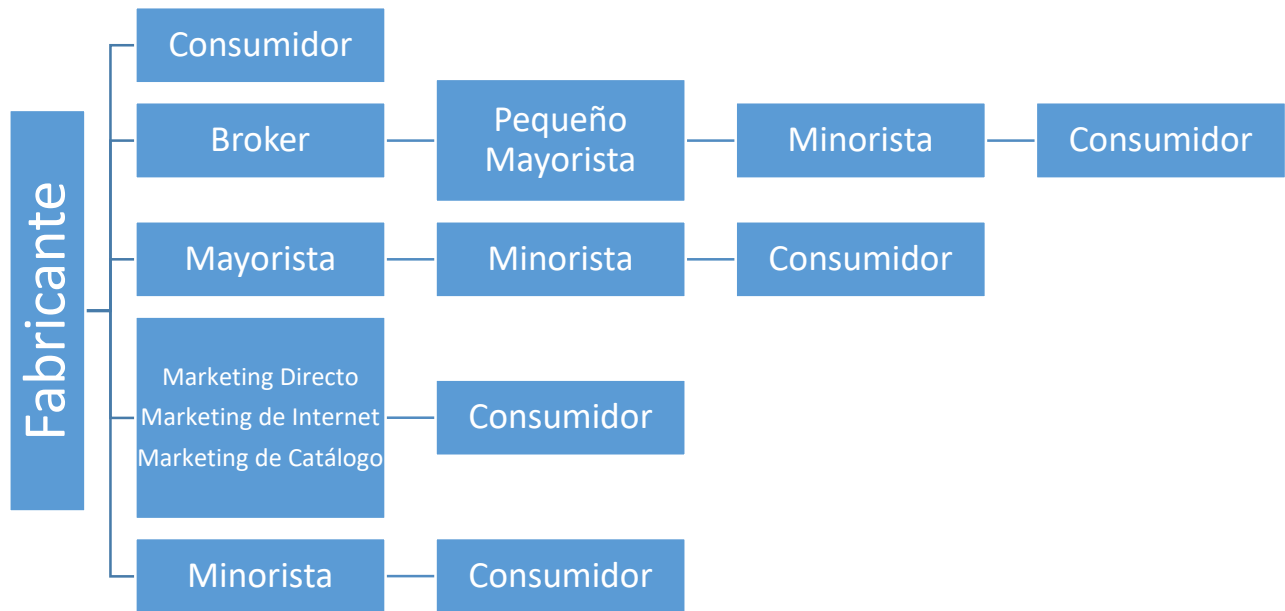 Fabricante
Consumidor
Broker
Pequeño
Mayorista
Minorista
Consumidor
Mayorista
Minorista
Consumidor
Marketing Directo
Marketing de Internet
Marketing de Catálogo
Consumidor
Minorista
Consumidor